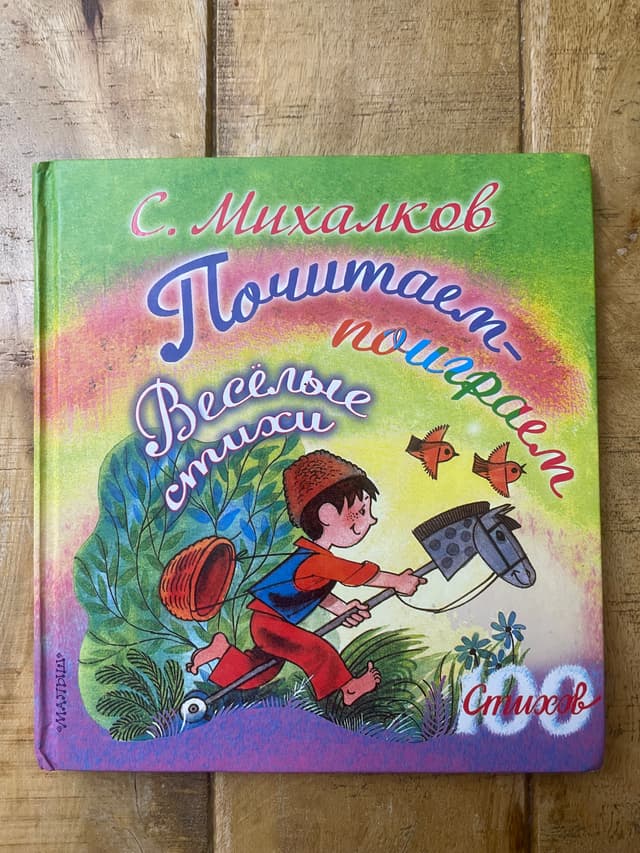 С. Михалков
Почитаем-
поиграем
Весёлые
стихи
100
Стихов
•МАЛЫШ•